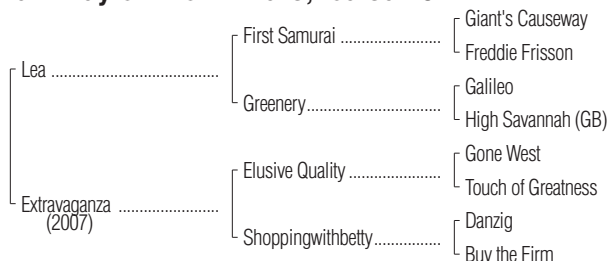 Giant's Causeway
First Samurai ......................
Freddie Frisson
Lea .....................................
Galileo
Greenery.............................
High Savannah (GB)
Gone West
Elusive Quality ....................
Touch of Greatness
Extravaganza ......................
(2007)
Danzig
Shoppingwithbetty...............
Buy the Firm